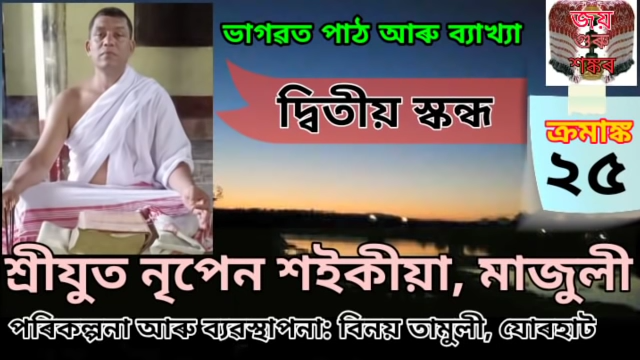 ভাগৱত পাঠ আৰু ব্যাখ্যা
জয়
গুৰু
শঙ্কৰ
দ্বিতীয় স্কন্ধ
ক্ৰমাঙ্ক
২৫
শ্ৰীযুত নৃপেন শইকীয়া, মাজুলী
পৰিকল্পনা আৰু ব্যৱস্থাপনা: বিনয় তামূলী, যোৰহাট